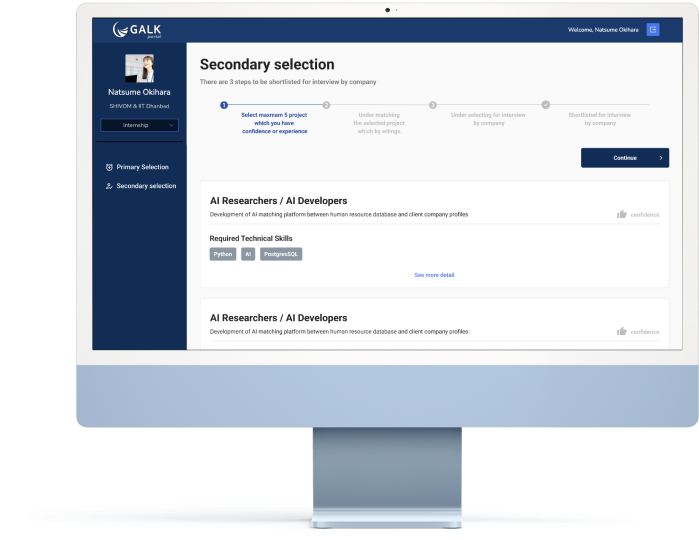 GALK
portal
Welcome, Natsume Okihara
Natsume Okihara
SHIVOM & IIT Dhanbad
Internship
Primary Selection
Secondary selection
Secondary selection
There are 3 steps to be shortlisted for interview by company
1
2
3
Select maxmam 5 project
which you have
confidence or experience
Under matching
the selected project
which by willings.
Under selecting for interview
by company
Shortlisted for interview
by company
Continue
AI Researchers / AI Developers
Development of AI matching platform between human resource database and client company profiles
confidence
Required Technical Skills
Python
AI
PostgresSQL
See more detail
AI Researchers / AI Developers
Development of AI matching platform between human resource database and client company profiles
confidence